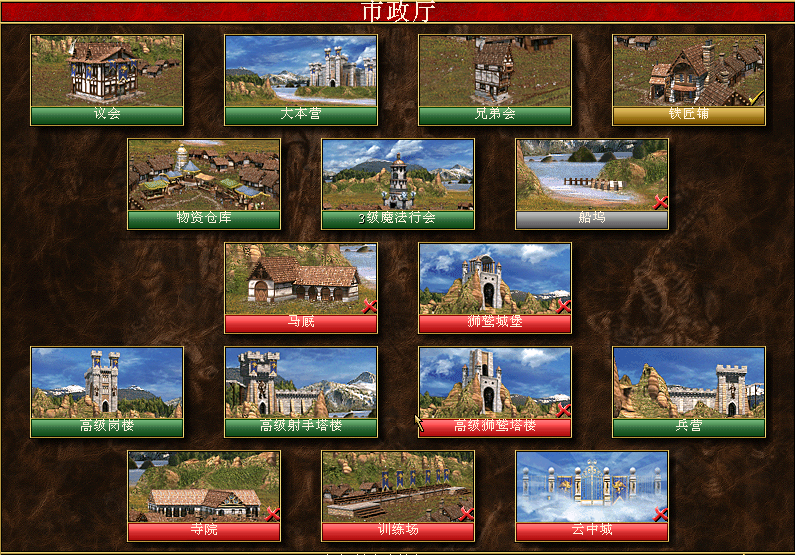 市政厅
议会
大本营
兄弟会
铁匠铺
物资仓库
3级魔法行会
船坞
马厩
狮鹫城堡
高级岗楼
高级射手塔楼
高级狮鹫塔楼
兵营
寺院
训练场
云中城